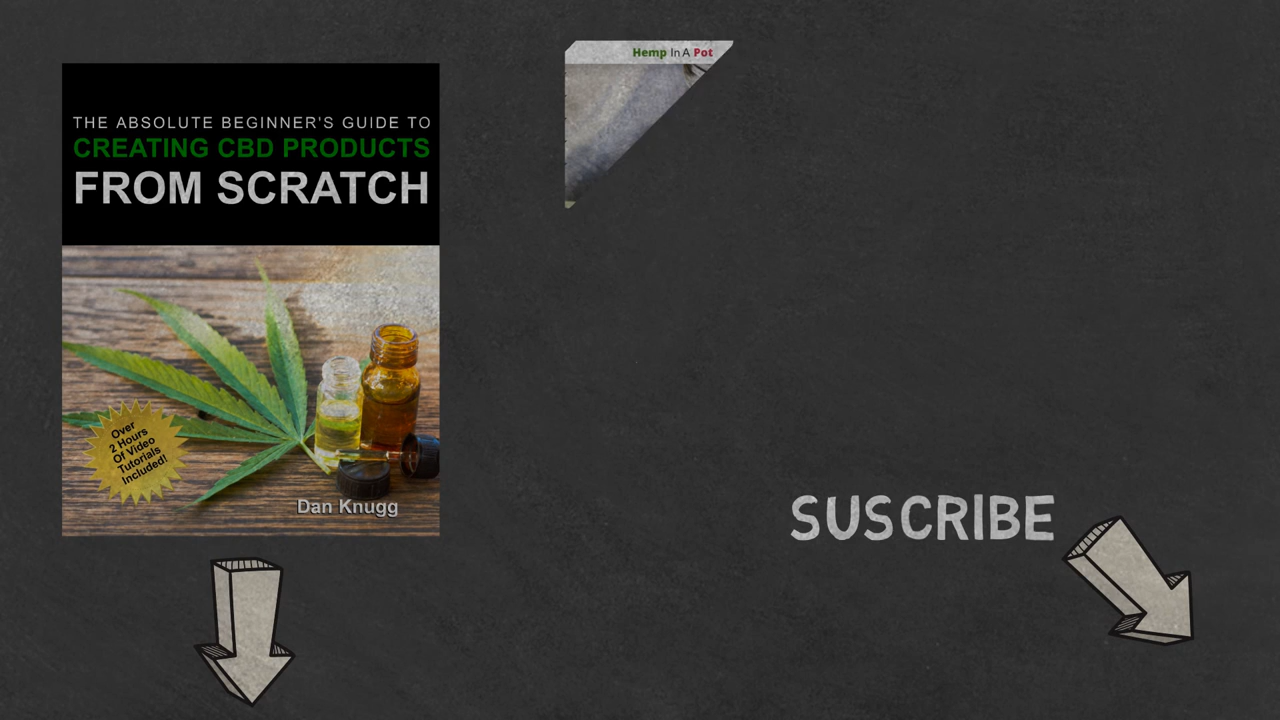 THE ABSOLUTE BEGINNER'S GUIDE TO
CREATING CBD PRODUCTS
FROM SCRATCH
Over
2 Hours
Of Video
Tutorials
Included!
Dan Knugg
Hemp In A Pot
SUSCRIBE